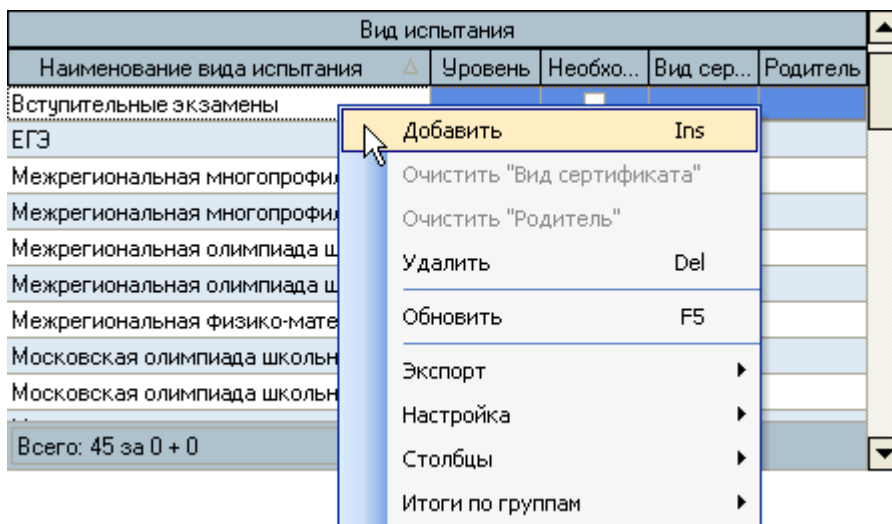 Вид испытания
Наименование вида испытания Уровень Необхо... Вид сер... Родитель
Вступительные экзамены
ЕГЭ
Межрегиональная многопрофи
Межрегиональная многопрофи
Межрегиональная олимпиада ш
Межрегиональная олимпиада ш
Межрегиональная физико-мате
Московская олимпиада школьн
Московская олимпиада школьн
Всего: 45 за 0 + 0
Добавить Ins
Очистить "Вид сертификата"
Очистить "Родитель"
Удалить Del
Обновить F5
Экспорт
Настройка
Столбцы
Итоги по группам